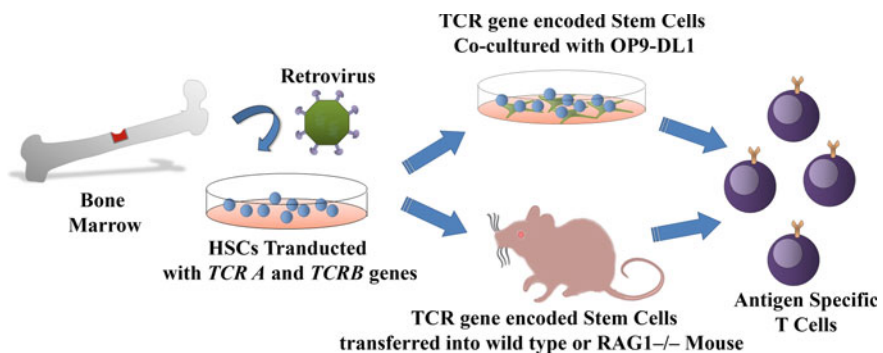 TCR gene encoded Stem Cells
Co-cultured with OP9-DL1
Retrovirus
Bone
Marrow
HSCs Tranducted
with TCR A and TCRB genes
TCR gene encoded Stem Cells
transferred into wild type or RAG1–/– Mouse
Antigen Specific
T Cells